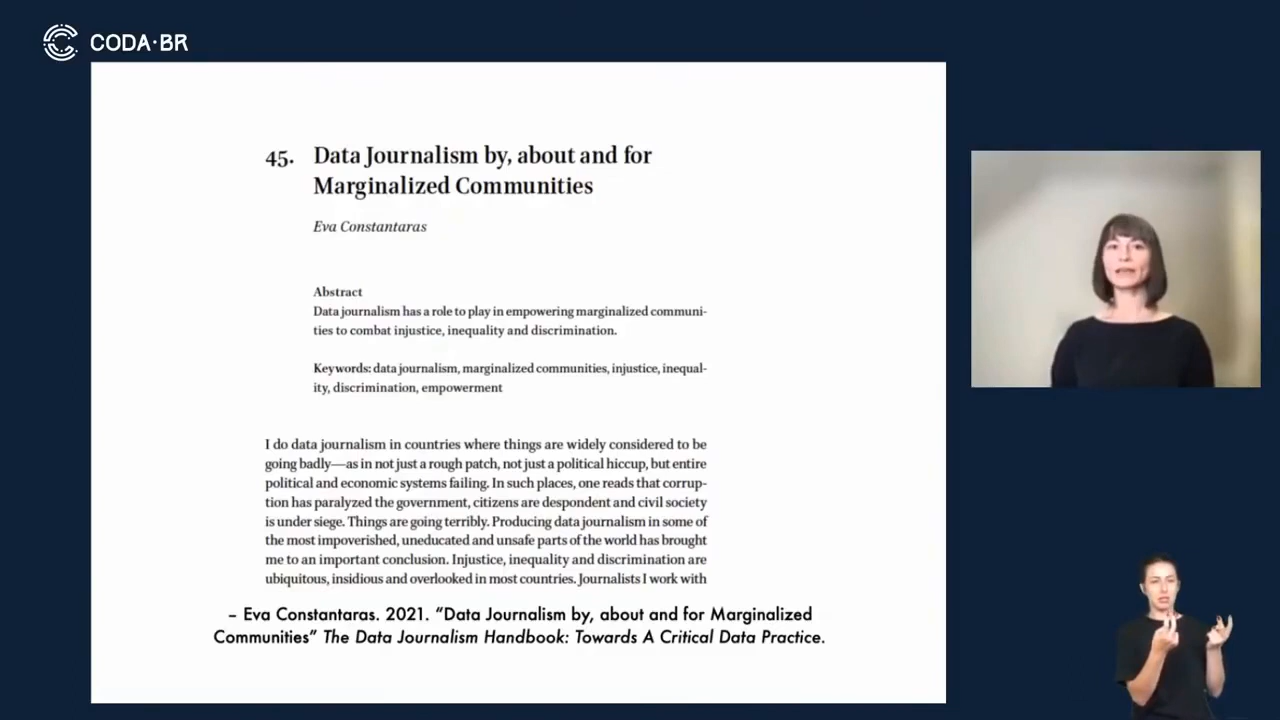 CODA·BR
45. Data Journalism by, about and for
Marginalized Communities
Eva Constantaras
Abstract
Data journalism has a role to play in empowering marginalized communi-
ties to combat injustice, inequality and discrimination.
Keywords: data journalism, marginalized communities, injustice, inequal-
ity, discrimination, empowerment
I do data journalism in countries where things are widely considered to be
going badly—as in not just a rough patch, not just a political hiccup, but entire
political and economic systems failing. In such places, one reads that corrup-
tion has paralyzed the government, citizens are despondent and civil society
is under siege. Things are going terribly. Producing data journalism in some of
the most impoverished, uneducated and unsafe parts of the world has brought
me to an important conclusion. Injustice, inequality and discrimination are
ubiquitous, insidious and overlooked in most countries. Journalists I work with
– Eva Constantaras. 2021. “Data Journalism by, about and for Marginalized
Communities” The Data Journalism Handbook: Towards A Critical Data Practice.